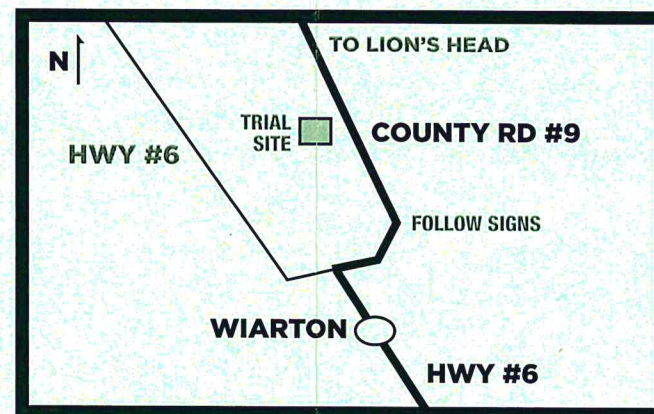 TO LION'S HEAD
N
TRIAL
SITE
COUNTY RD #9
HWY #6
FOLLOW SIGNS
WIARTON
HWY #6